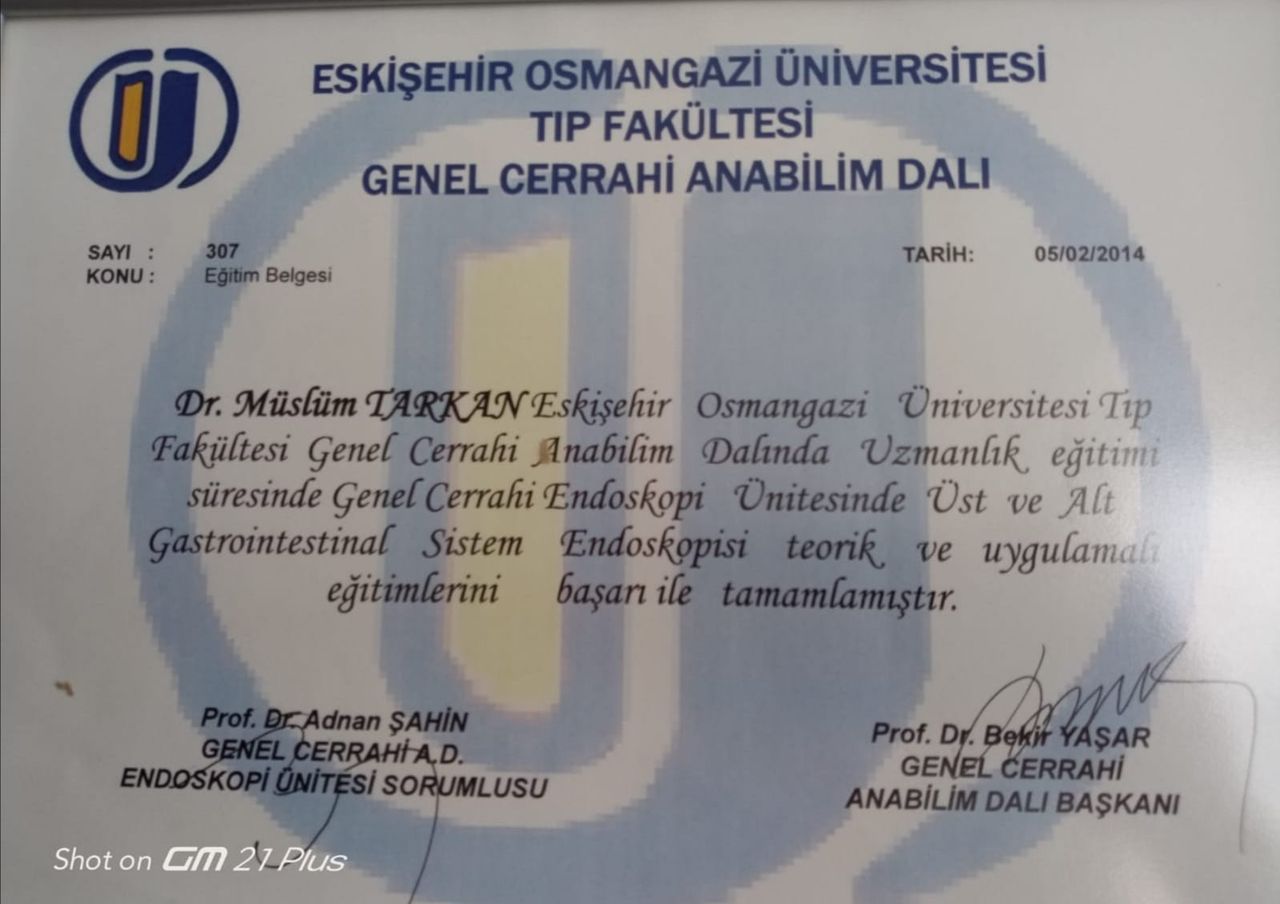 ESKİŞEHİR OSMANGAZİ ÜNİVERSİTESİ
TIP FAKÜLTESİ
GENEL CERRAHİ ANABİLİM DALI
SAYI : 307
KONU : Eğitim Belgesi
TARİH: 05/02/2014
Dr. Müslüm TARKAN Eskişehir Osmangazi Üniversitesi Tıp
Fakültesi Genel Cerrahi Anabilim Dalında Uzmanlık eğitimi
süresinde Genel Cerrahi Endoskopi Ünitesinde Üst ve Alt
Gastrointestinal Sistem Endoskopisi teorik ve uygulamalı
eğitimlerini başarı ile tamamlamıştır.
Prof. Dr. Adnan ŞAHİN
GENEL CERRAHİ A.D.
ENDOSKOPİ ÜNİTESİ SORUMLUSU
Prof. Dr. Bekir YAŞAR
GENEL CERRAHİ
ANABİLİM DALI BAŞKANI
Shot on GM 21 Plus